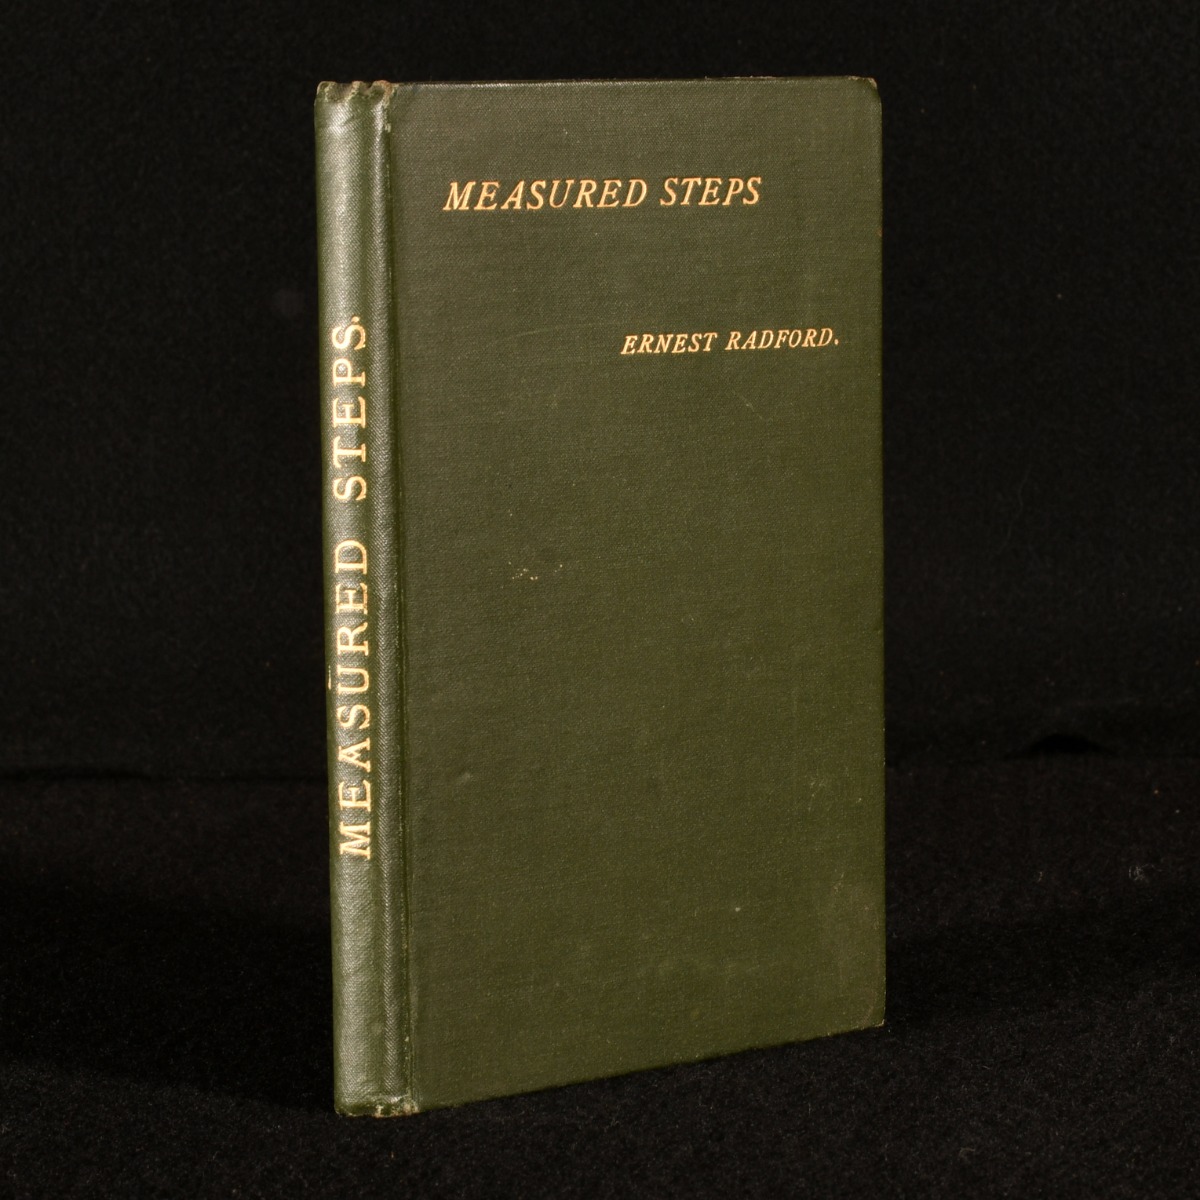 MEASURED STEPS.
MEASURED STEPS
ERNEST RADFORD.